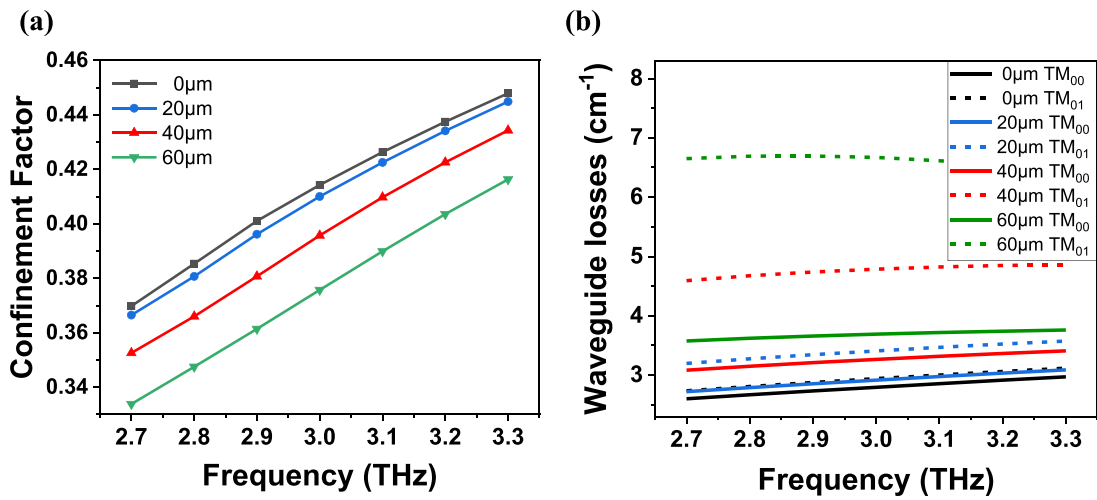 (a)
0.46
0.44
0.42
0.40
0.38
0.36
0.34
Confinement Factor
0µm
20µm
40µm
60µm
2.7 2.8 2.9 3.0 3.1 3.2 3.3
Frequency (THz)
(b)
8
7
6
5
4
3
Waveguide losses (cm⁻¹)
0µm TM₀₀
0µm TM₀₁
20µm TM₀₀
20µm TM₀₁
40µm TM₀₀
40µm TM₀₁
60µm TM₀₀
60µm TM₀₁
2.7 2.8 2.9 3.0 3.1 3.2 3.3
Frequency (THz)